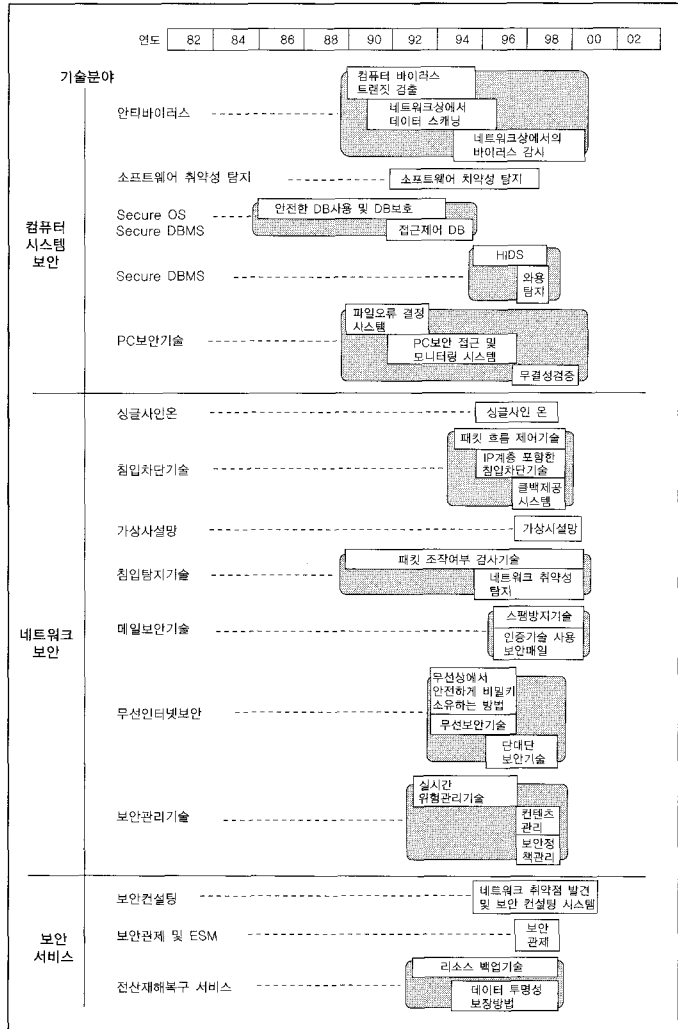 연도 82 84 86 88 90 92 94 96 98 00 02
기술분야
컴퓨터
시스템
보안
안티바이러스
컴퓨터 바이러스
트랜짓 검출
네트워크상에서
데이터 스캐닝
네트워크상에서의
바이러스 감시
소프트웨어 취약성 탐지
소프트웨어 치약성 탐지
Secure OS
Secure DBMS
안전한 DB사용 및 DB보호
접근제어 DB
Secure DBMS
HIDS
와용
탐지
PC보안기술
파일오류 결정
시스템
PC보안 접근 및
모니터링 시스템
무결성검증
네트워크
보안
싱글사인온
싱글사인 온
침입차단기술
패킷 흐름 제어기술
IP계층 포함한
침입차단기술
클백제공
시스템
가상사설망
가상시설망
침입탐지기술
패킷 조작여부 검사기술
네트워크 취약성
탐지
메일보안기술
스팸방지기술
인증기술 사용
보안매일
무선인터넷보안
무선상에서
안전하게 비밀키
소유하는 방법
무선보안기술
단대단
보안기술
보안관리기술
실시간
위험관리기술
컨텐츠
관리
보안정
책관리
보안
서비스
보안컨설팅
네트워크 취약점 발견
및 보안 컨설팅 시스템
보안관제 및 ESM
보안
관제
전산재해복구 서비스
리소스 백업기술
데이터 투명성
보장방법